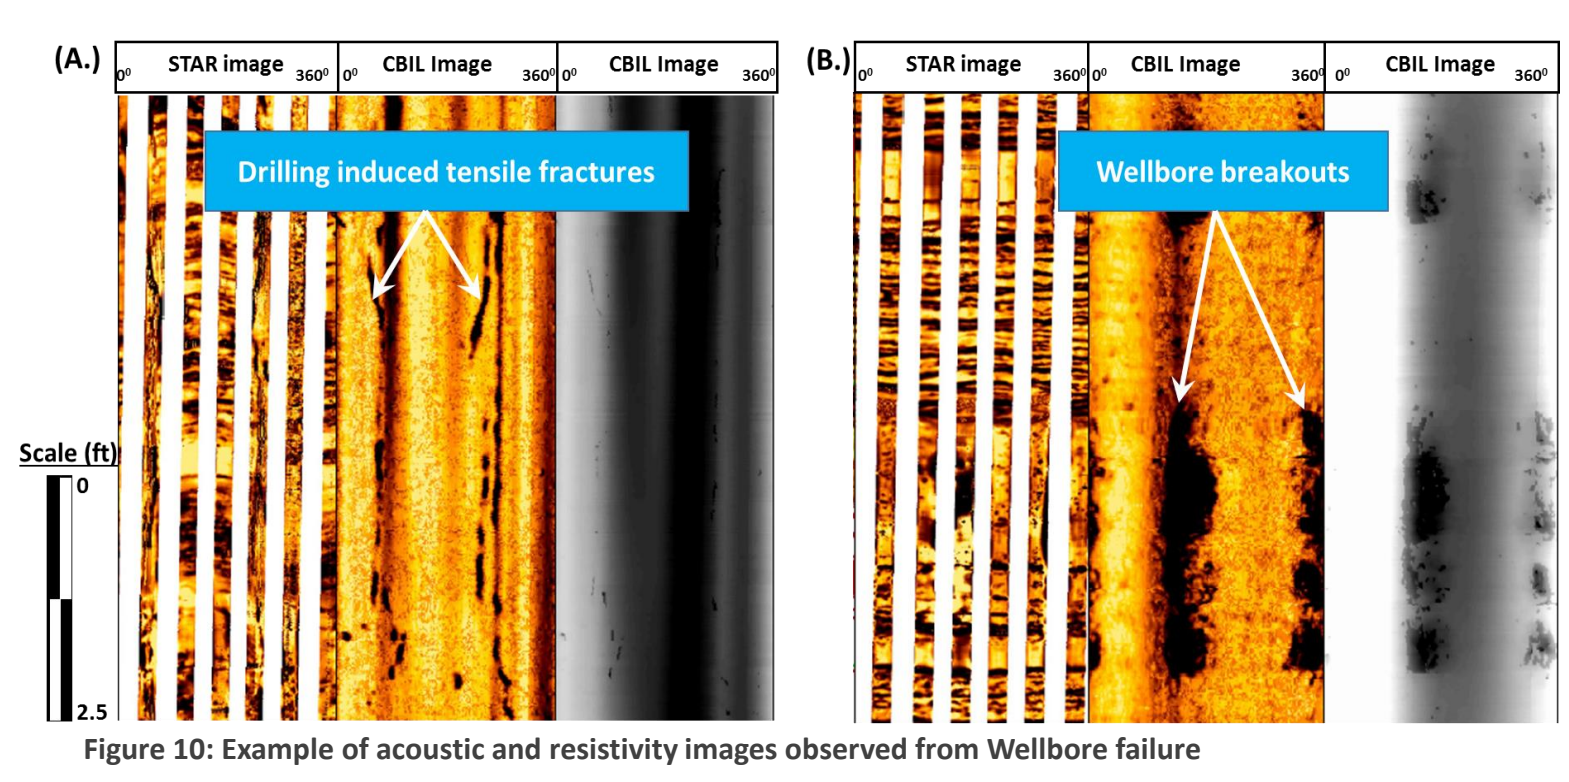 (A.)
STAR image
0⁰ 360⁰
CBIL Image
0⁰ 360⁰
CBIL Image
0⁰ 360⁰
Drilling induced tensile fractures
(B.)
STAR image
0⁰ 360⁰
CBIL Image
0⁰ 360⁰
CBIL Image
0⁰ 360⁰
Wellbore breakouts
Scale (ft)
0
2.5
Figure 10: Example of acoustic and resistivity images observed from Wellbore failure